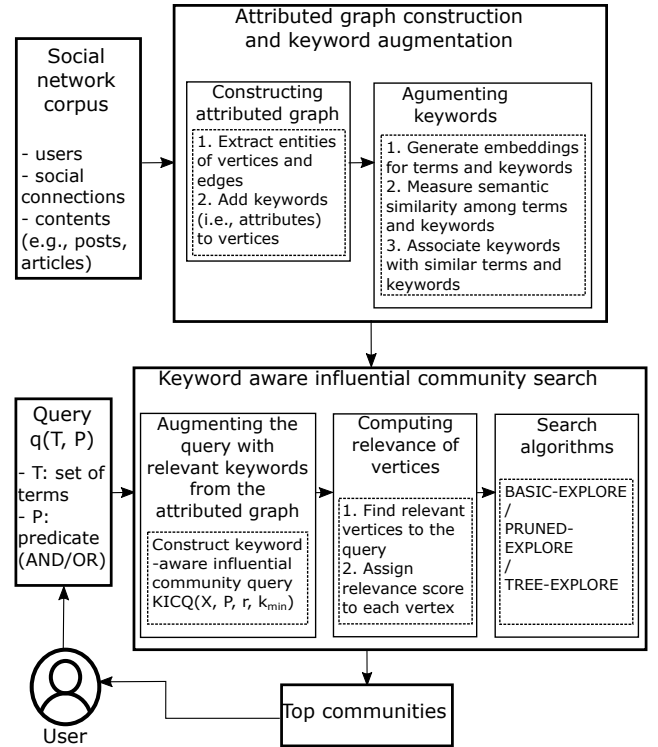 Attributed graph construction
and keyword augmentation
Social
network
corpus
- users
- social
connections
- contents
(e.g., posts,
articles)
Constructing
attributed graph
1. Extract entities
of vertices and
edges
2. Add keywords
(i.e., attributes)
to vertices
Agumenting
keywords
1. Generate embeddings
for terms and keywords
2. Measure semantic
similarity among terms
and keywords
3. Associate keywords
with similar terms and
keywords
Keyword aware influential community search
Query
q(T, P)
- T: set of
terms
- P:
predicate
(AND/OR)
Augmenting the
query with
relevant keywords
from the
attributed graph
Construct keyword
-aware influential
community query
KICQ(X, P, r, kmin)
Computing
relevance of
vertices
1. Find relevant
vertices to the
query
2. Assign
relevance score
to each vertex
Search
algorithms
BASIC-EXPLORE
/
PRUNED-
EXPLORE
/
TREE-EXPLORE
User
Top communities